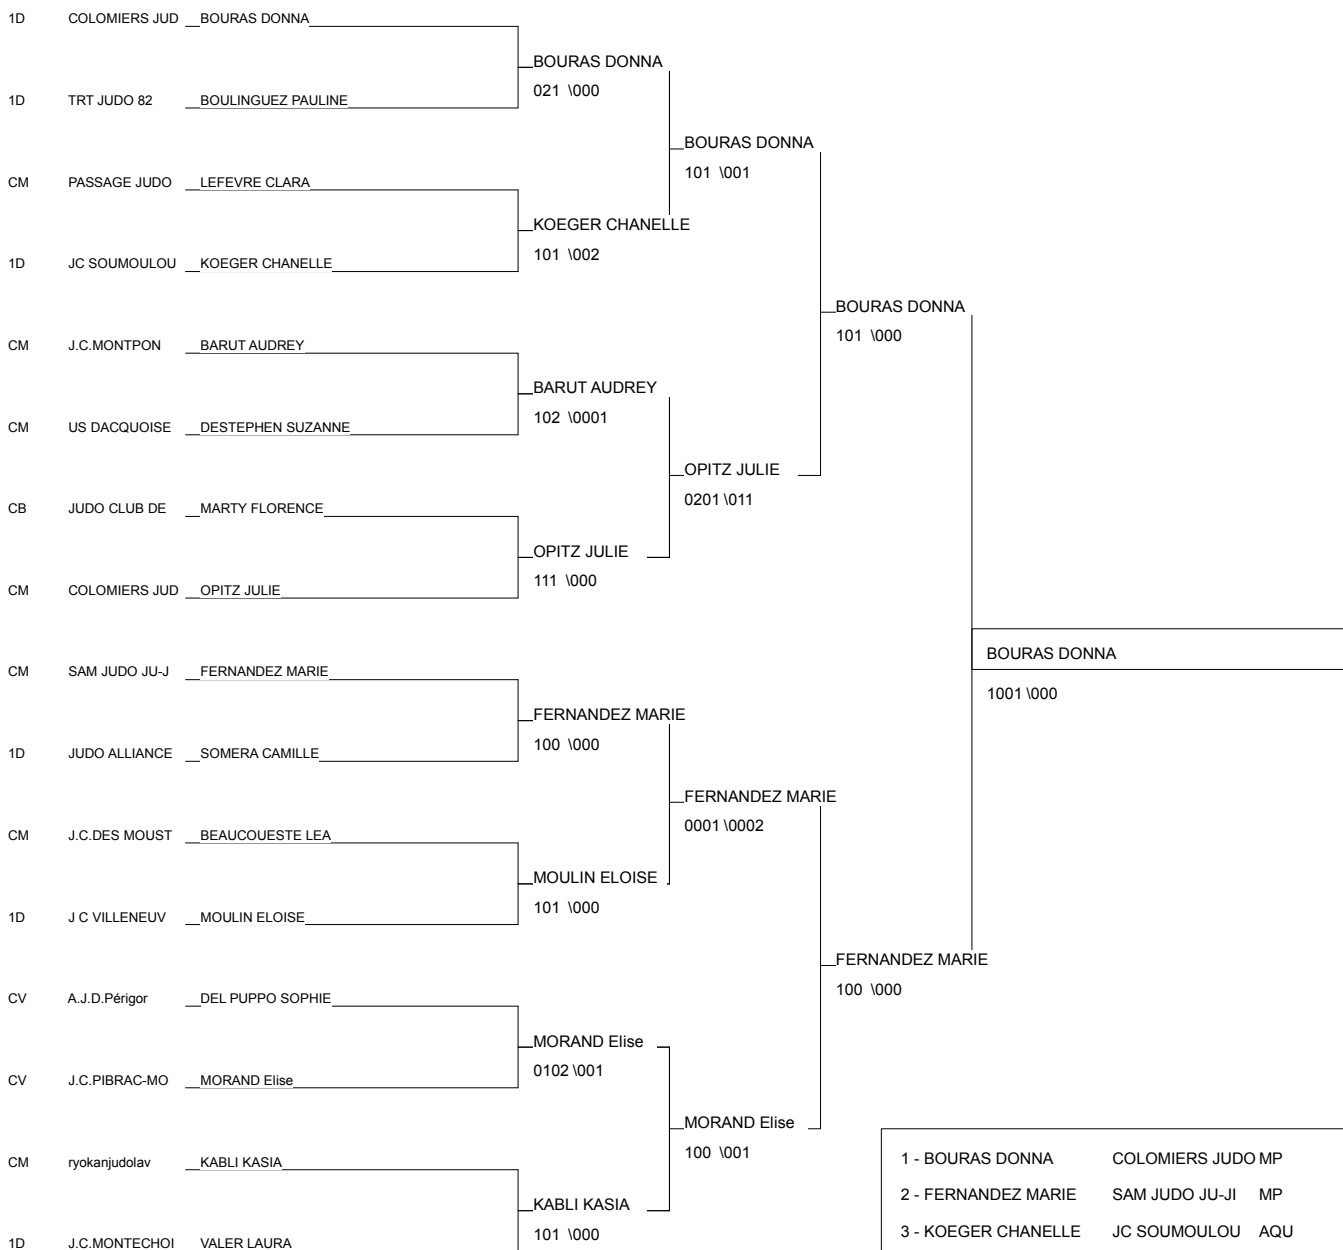 1D COLOMIERS JUD BOURAS DONNA
BOURAS DONNA
021 \000
1D TRT JUDO 82 BOULINGUEZ PAULINE
BOURAS DONNA
101 \001
CM PASSAGE JUDO LEFEVRE CLARA
KOEGER CHANELLE
101 \002
1D JC SOUMOULOU KOEGER CHANELLE
BOURAS DONNA
101 \000
CM J.C.MONTPON BARUT AUDREY
BARUT AUDREY
102 \0001
CM US DACQUOISE DESTEPHEN SUZANNE
OPITZ JULIE
0201 \011
CB JUDO CLUB DE MARTY FLORENCE
OPITZ JULIE
111 \000
CM COLOMIERS JUD OPITZ JULIE
BOURAS DONNA
1001 \000
CM SAM JUDO JU-J FERNANDEZ MARIE
FERNANDEZ MARIE
100 \000
1D JUDO ALLIANCE SOMERA CAMILLE
FERNANDEZ MARIE
0001 \0002
CM J.C.DES MOUST BEAUCOUESTE LEA
MOULIN ELOISE
101 \000
1D J C VILLENEUV MOULIN ELOISE
FERNANDEZ MARIE
100 \000
CV A.J.D.Périgor DEL PUPPO SOPHIE
MORAND Elise
0102 \001
CV J.C.PIBRAC-MO MORAND Elise
MORAND Elise
100 \001
CM ryokanjudolav KABLI KASIA
KABLI KASIA
101 \000
1D J.C.MONTECHOI VALER LAURA
1 - BOURAS DONNA COLOMIERS JUDO MP
2 - FERNANDEZ MARIE SAM JUDO JU-JI MP
3 - KOEGER CHANELLE JC SOUMOULOU AQU